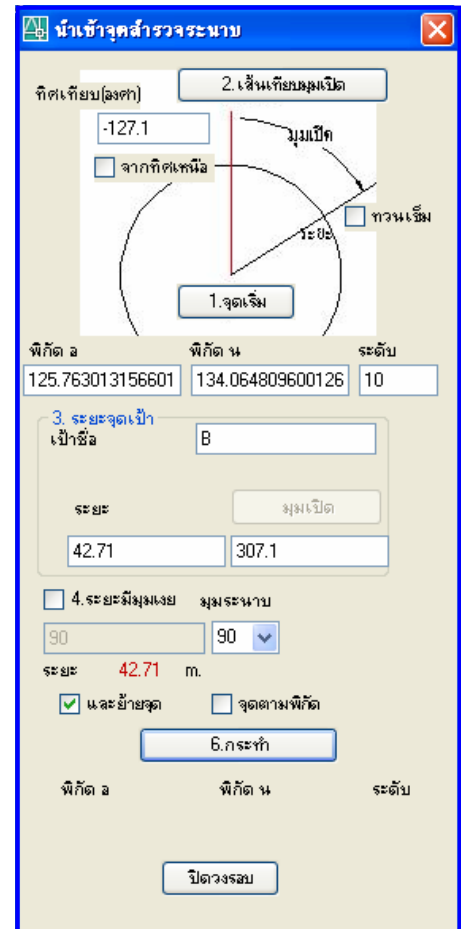 นำเข้าจุดสำรวจระนาบ
ทิศเทียบ(องศา)
2.เส้นเทียบมุมเปิด
-127.1
มุมเปิด
จากทิศเหนือ
ทวนเข็ม
ระยะ
1.จุดเริ่ม
พิกัด อ พิกัด น ระดับ
125.763013156601 134.064809600126 10
3. ระยะจุดเป้า
เป้าชื่อ B
ระยะ มุมเปิด
42.71 307.1
4.ระยะมีมุมเงย มุมระนาบ
90 90
ระยะ 42.71 m.
และย้ายจุด จุดตามพิกัด
6.กระทำ
พิกัด อ พิกัด น ระดับ
ปิดวงรอบ